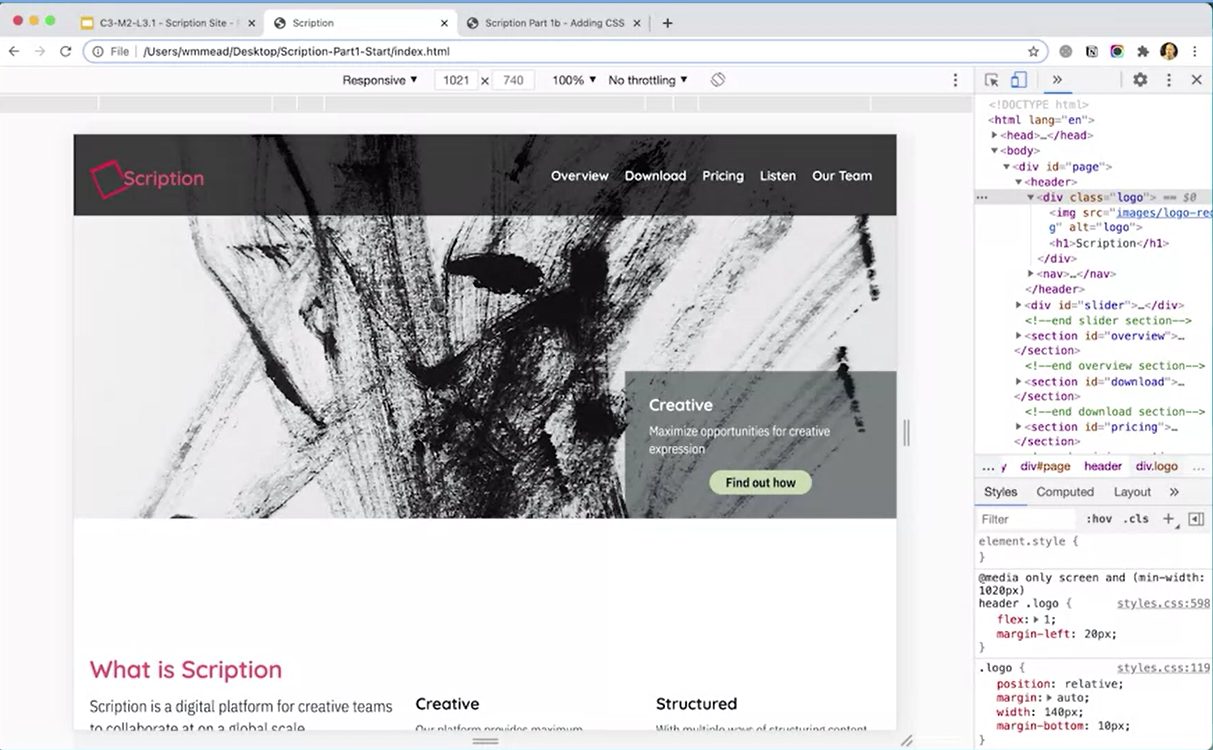 C3-M2-L3.1 - Scription Site -
Scription
Scription Part 1b - Adding CSS
File
/Users/wmmead/Desktop/Scription-Part1-Start/index.html
Responsive ▼ 1021 × 740 100% ▼ No throttling ▼
Scription
Overview Download Pricing Listen Our Team
Creative
Maximize opportunities for creative
expression
Find out how
What is Scription
Scription is a digital platform for creative teams
to collaborate at on a global scale
Creative
Our platform provides maximum
Structured
With multiple ways of structuring content
<!DOCTYPE html>
<html lang="en">
▶<head>…</head>
▼<body>
▼<div id="page">
▼<header>
… ▼<div class="logo"> == $0
<img src="images/logo-red
g" alt="logo">
<h1>Scription</h1>
</div>
▶<nav>…</nav>
</header>
▶<div id="slider">…</div>
<!--end slider section-->
▶<section id="overview">…
</section>
<!--end overview section-->
▶<section id="download">…
</section>
<!--end download section-->
▶<section id="pricing">…
</section>
… y div#page header div.logo …
Styles Computed Layout »
Filter :hov .cls +
element.style {
}
@media only screen and (min-width:
1020px)
header .logo { styles.css:598
flex: ▶ 1;
margin-left: 20px;
}
.logo { styles.css:119
position: relative;
margin: ▶ auto;
width: 140px;
margin-bottom: 10px;
}